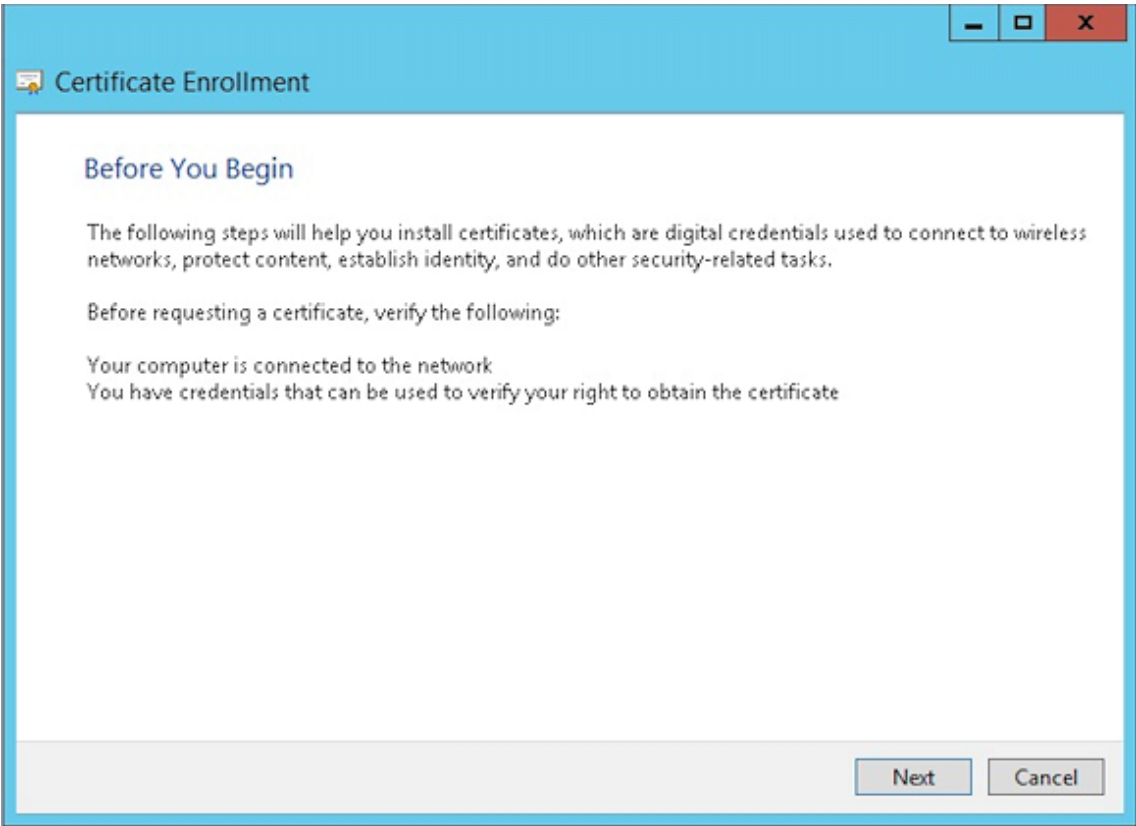 Certificate Enrollment
Before You Begin
The following steps will help you install certificates, which are digital credentials used to connect to wireless
networks, protect content, establish identity, and do other security-related tasks.
Before requesting a certificate, verify the following:
Your computer is connected to the network
You have credentials that can be used to verify your right to obtain the certificate
Next
Cancel